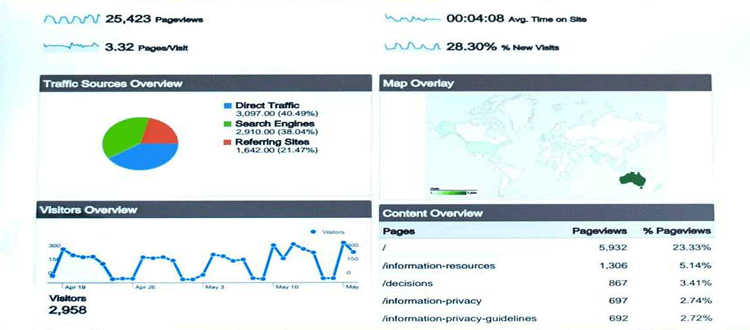 25,423 Pageviews
00:04:08 Avg. Time on Site
3.32 Pages/Visit
28.30% % New Visits
Traffic Sources Overview
Direct Traffic
3,097.00 (40.49%)
Search Engines
2,910.00 (38.04%)
Referring Sites
1,642.00 (21.47%)
Map Overlay
Visits
Visitors Overview
Visitors
300 300
150 150
0
Apr 19 Apr 26 May 3 May 10 May
Visitors
2,958
Content Overview
Pages Pageviews % Pageviews
/ 5,932 23.33%
/information-resources 1,306 5.14%
/decisions 867 3.41%
/information-privacy 697 2.74%
/information-privacy-guidelines 692 2.72%